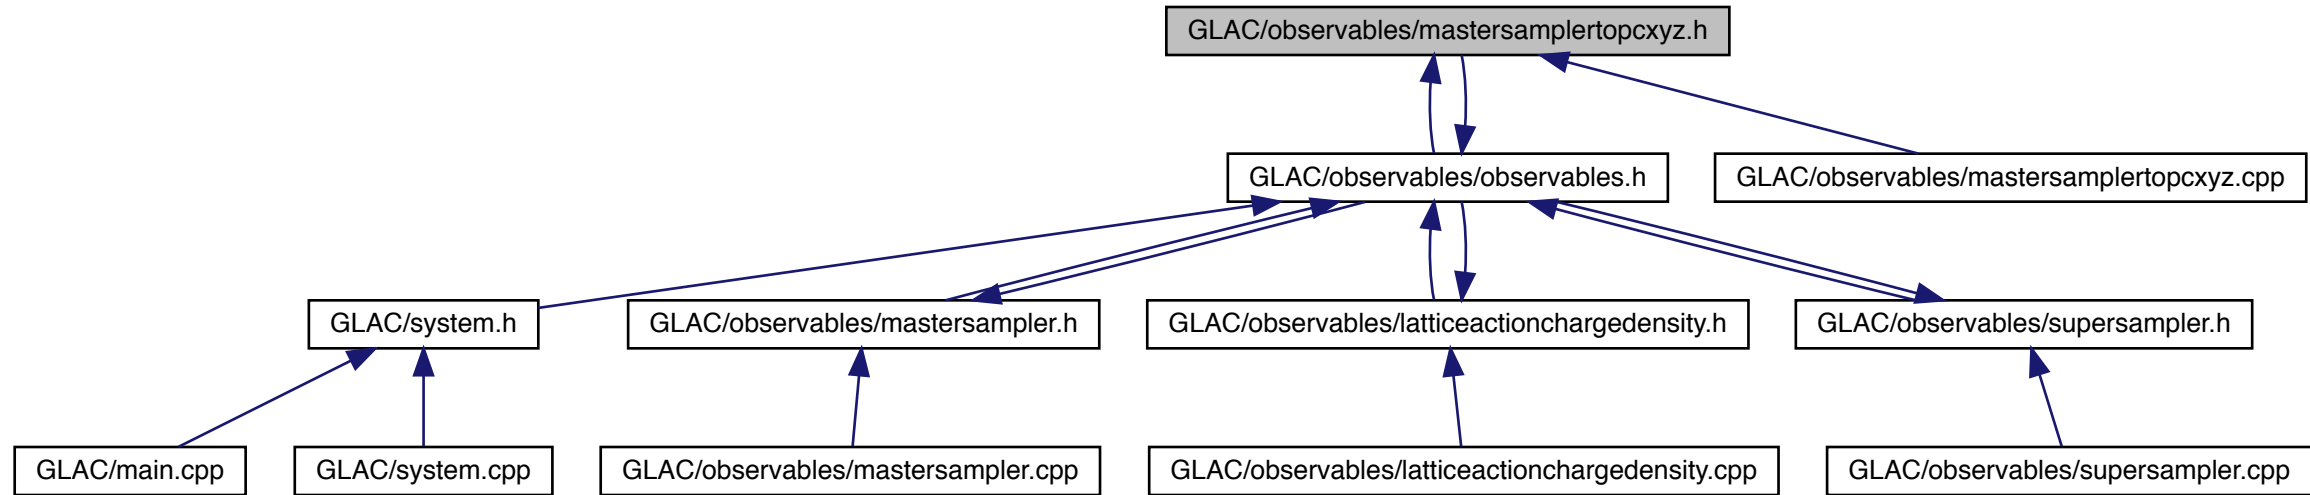 GLAC/observables/mastersamplertopcxyz.h
GLAC/observables/observables.h
GLAC/observables/mastersamplertopcxyz.cpp
GLAC/system.h
GLAC/observables/mastersampler.h
GLAC/observables/latticeactionchargedensity.h
GLAC/observables/supersampler.h
GLAC/main.cpp
GLAC/system.cpp
GLAC/observables/mastersampler.cpp
GLAC/observables/latticeactionchargedensity.cpp
GLAC/observables/supersampler.cpp